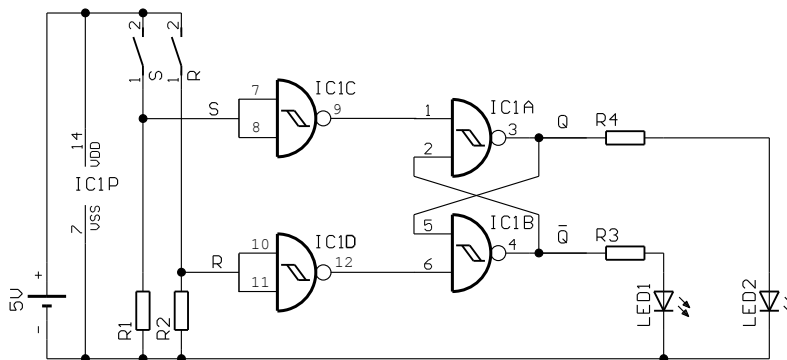 2 2
1 S 1 R
14 VDD
IC1P
7 VSS
+
5V
-
R1 R2
S
7
8
IC1C
9
R
10
11
IC1D
12
1
2
IC1A
3
Q
R4
5
6
IC1B
4
Q̅
R3
LED1
LED2